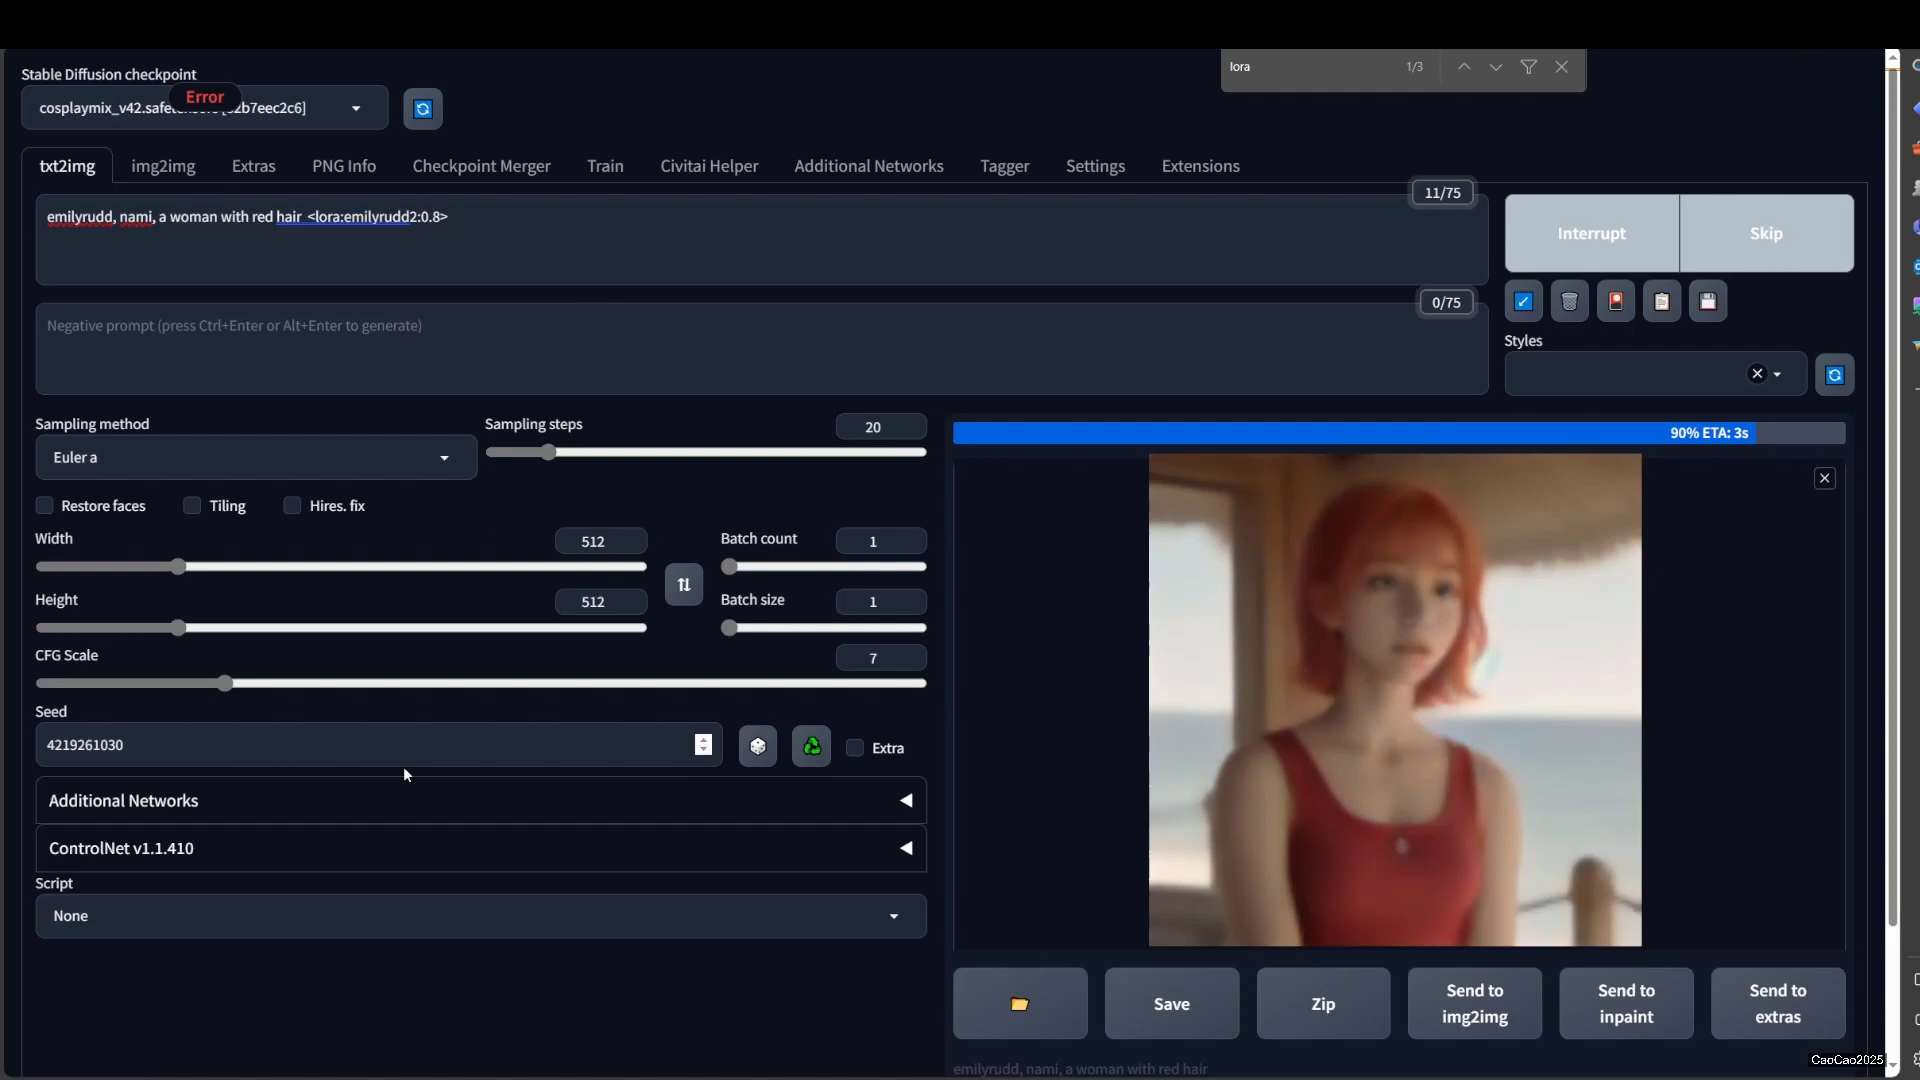 lora
1/3
Stable Diffusion checkpoint
Error
txt2img
img2img
Extras
PNG Info
Checkpoint Merger
Train
Civitai Helper
Additional Networks
Tagger
Settings
Extensions
11/75
emilyrudd, nami, a woman with red hair <lora:emilyrudd2:0.8>
Interrupt
Skip
0/75
Negative prompt (press Ctrl+Enter or Alt+Enter to generate)
Styles
Sampling method
Euler a
Sampling steps
20
90% ETA: 3s
Restore faces
Tiling
Hires. fix
Width
512
Batch count
1
Height
512
Batch size
1
CFG Scale
7
Seed
4219261030
Extra
Additional Networks
ControlNet v1.1.410
Script
None
Save
Zip
Send to
img2img
Send to
inpaint
Send to
extras
emilyrudd, nami, a woman with red hair
CaoCao2025